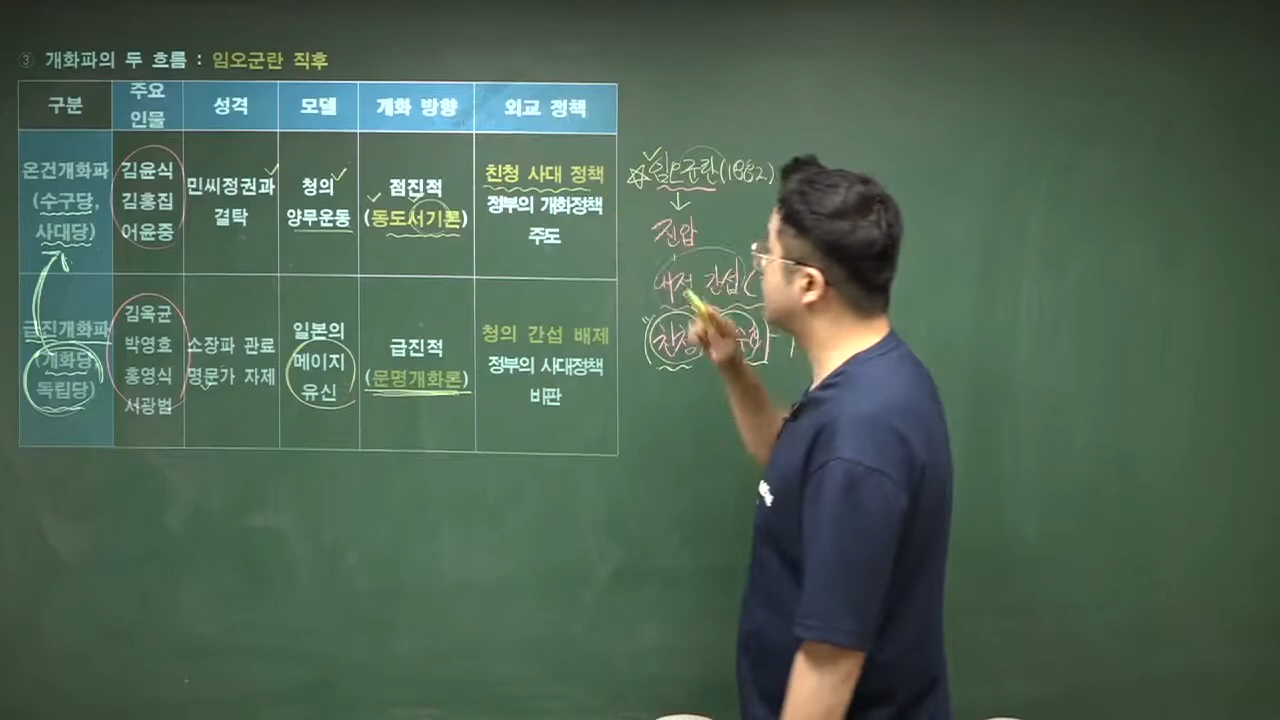 ③ 개화파의 두 흐름 : 임오군란 직후
구분
주요
인물
성격
모델
개화 방향
외교 정책
온건개화파
(수구당,
사대당)
김윤식
김홍집
어윤중
민씨정권과
결탁
청의
양무운동
점진적
(동도서기론)
친청 사대 정책
정부의 개화정책
주도
급진개화파
(개화당,
독립당)
김옥균
박영효
홍영식
서광범
소장파 관료
명문가 자제
일본의
메이지
유신
급진적
(문명개화론)
청의 간섭 배제
정부의 사대정책
비판
임오군란(1882)
↓
진압
내정 간섭(